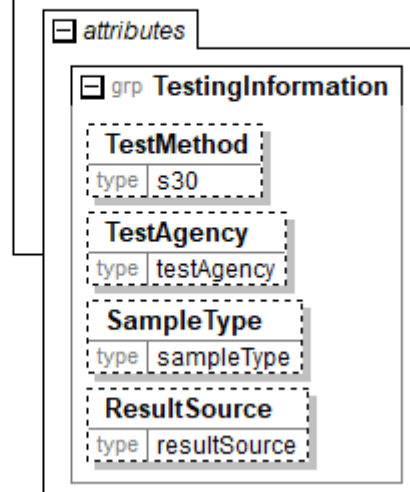 attributes
grp TestingInformation
TestMethod
type s30
TestAgency
type testAgency
SampleType
type sampleType
ResultSource
type resultSource